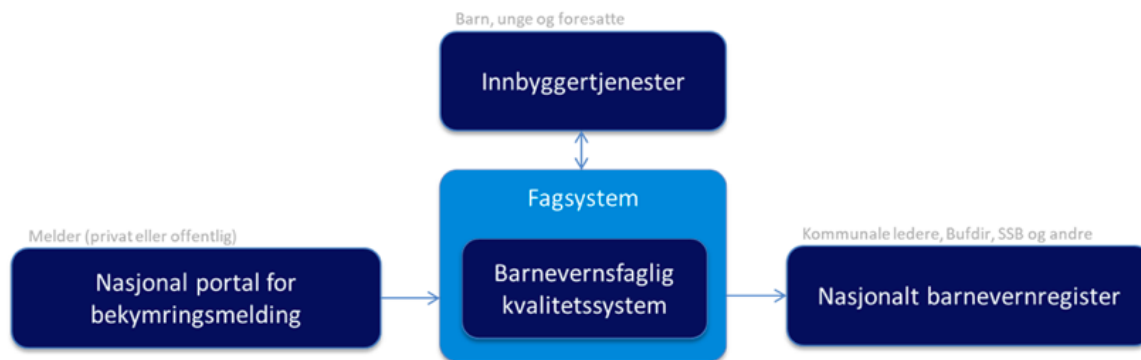 Barn, unge og foresatte
Innbyggertjenester
Fagsystem
Melder (privat eller offentlig)
Nasjonal portal for
bekymringsmelding
Barnevernsfaglig
kvalitetssystem
Kommunale ledere, Bufdir, SSB og andre
Nasjonalt barnevernregister